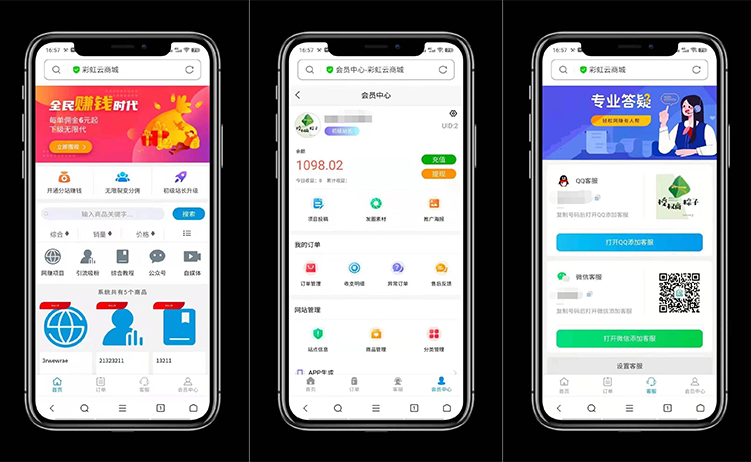 16:57
彩虹云商城
全民赚钱时代
每单佣金6元起
下级无限代
立即赚钱
开通分站赚钱
无限裂变分佣
初级站长升级
输入商品关键字...
搜索
综合
销量
价格
网赚项目
引流吸粉
综合教程
公众号
自媒体
系统共有5个商品
3rwewrae
21323211
13211
首页
订单
客服
会员中心
1
16:57
会员中心-彩虹云商城
会员中心
初级站长
UID:2
余额
1098.02
充值
提现
今日收益：0 累计收益：
项目投稿
发圈素材
推广海报
我的订单
订单管理
收支明细
异常订单
售后反馈
网站管理
站点信息
商品管理
分类管理
APP生成
首页
订单
客服
会员中心
1
16:57
彩虹云商城
专业答疑
轻松网赚有人帮
QQ客服
复制号码后打开QQ添加客服
打开QQ添加客服
微信客服
复制号码后打开微信添加客服
打开微信添加客服
设置客服
首页
订单
客服
会员中心
1